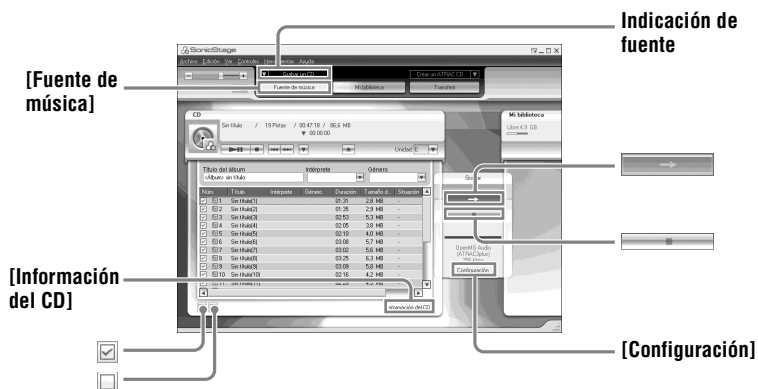 Indicación de
fuente
[Fuente de
música]
[Información
del CD]
[Configuración]
SonicStage
Archivo Edición Ver Controles Herramientas Ayuda
Grabar un CD
Crear un ATRAC CD
Fuente de música
Mi biblioteca
Transferir
CD
Sin título / 19 Pistas / 00:47:18 / 86,6 MB
00:00:00
Unidad E
Título del álbum Intérprete Género
<Álbum> sin título
Núm. Título Intérprete Género Duración Tamaño d... Situación
1 Sin título(1) 01:31 2,8 MB -
2 Sin título(2) 01:35 2,9 MB -
3 Sin título(3) 02:53 5,3 MB -
4 Sin título(4) 02:05 3,8 MB -
5 Sin título(5) 02:10 4,0 MB -
6 Sin título(6) 03:08 5,7 MB -
7 Sin título(7) 03:02 5,6 MB -
8 Sin título(8) 03:25 6,3 MB -
9 Sin título(9) 03:09 5,8 MB -
10 Sin título(10) 02:16 4,2 MB -
Información del CD
Grabar
OpenMG Audio
(ATRAC3plus)
Configuración
Mi biblioteca
Libre 4,9 GB